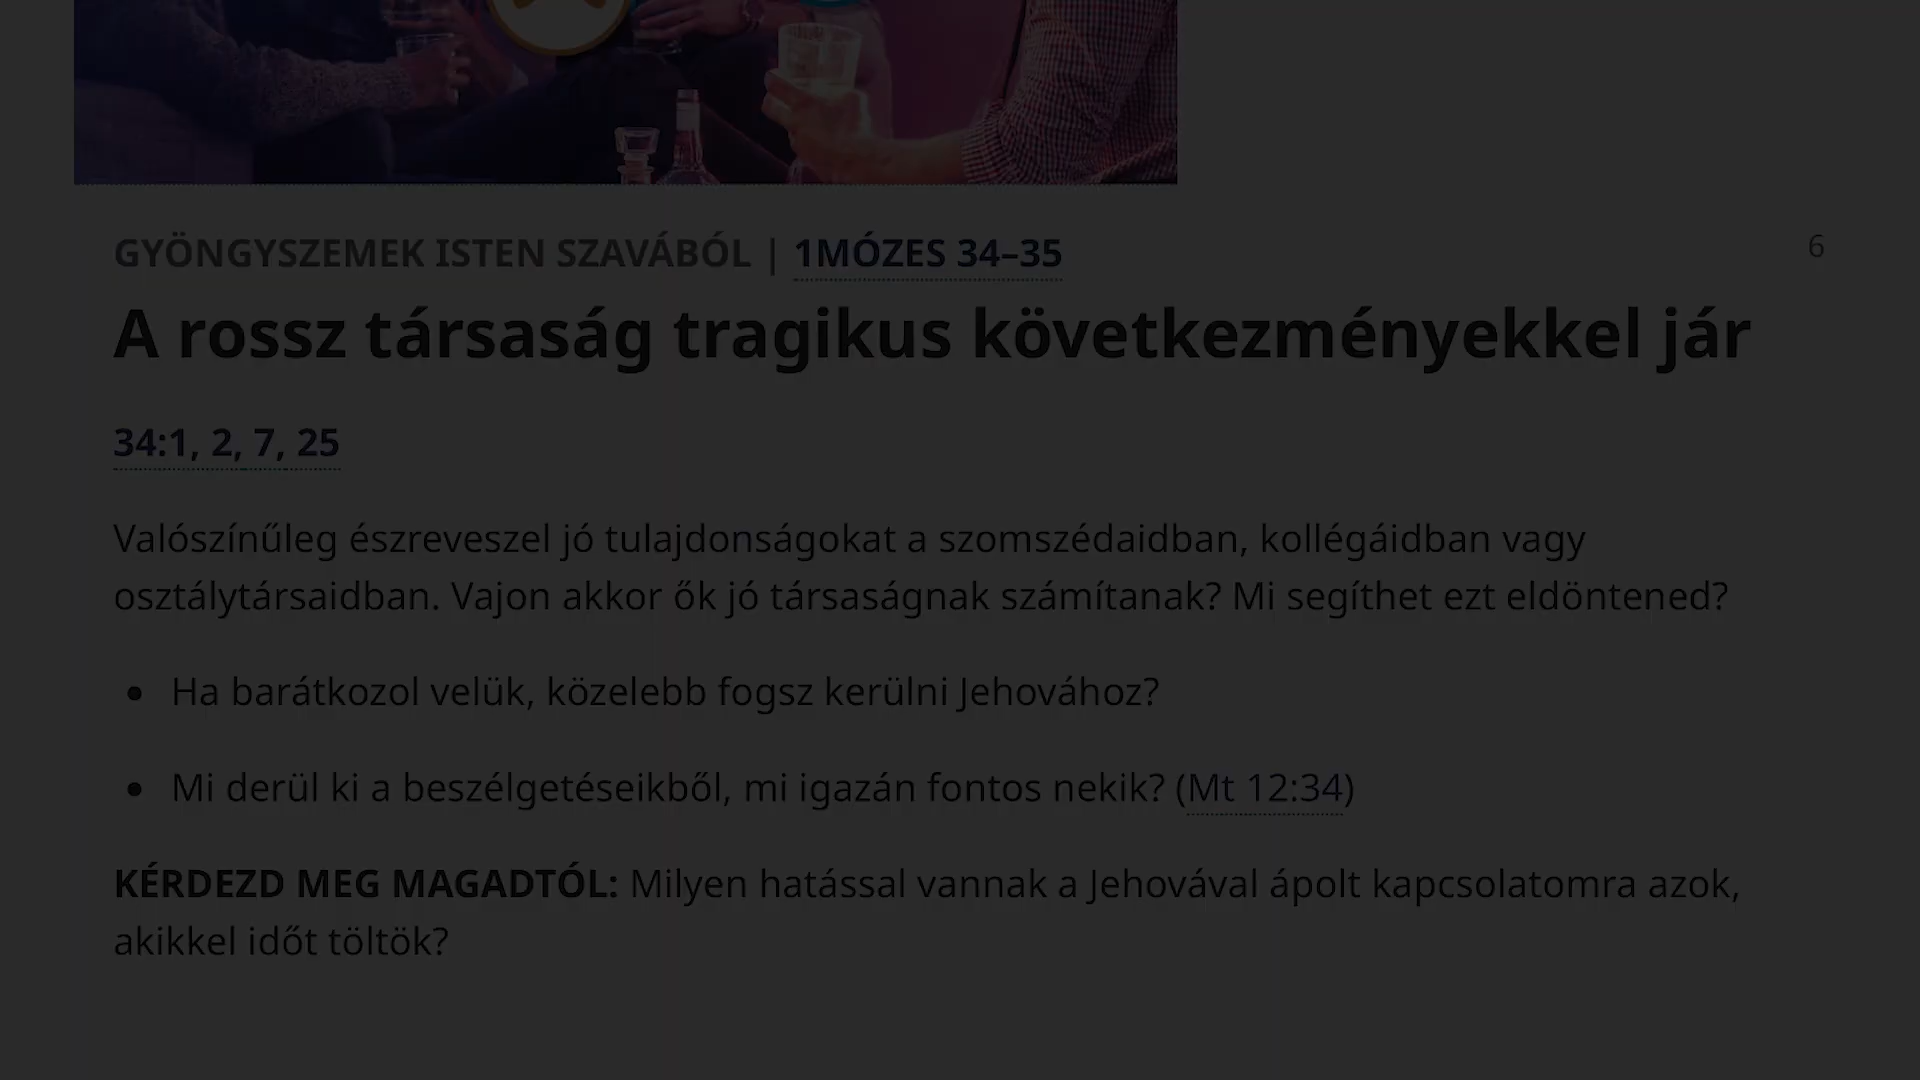 GYÖNGYSZEMEK ISTEN SZAVÁBÓL | 1MÓZES 34–35
6
A rossz társaság tragikus következményekkel jár
34:1, 2, 7, 25
Valószínűleg észreveszel jó tulajdonságokat a szomszédaidban, kollégáidban vagy
osztálytársaidban. Vajon akkor ők jó társaságnak számítanak? Mi segíthet ezt eldöntened?
• Ha barátkozol velük, közelebb fogsz kerülni Jehovához?
• Mi derül ki a beszélgetéseikből, mi igazán fontos nekik? (Mt 12:34)
KÉRDEZD MEG MAGADTÓL: Milyen hatással vannak a Jehovával ápolt kapcsolatomra azok,
akikkel időt töltök?